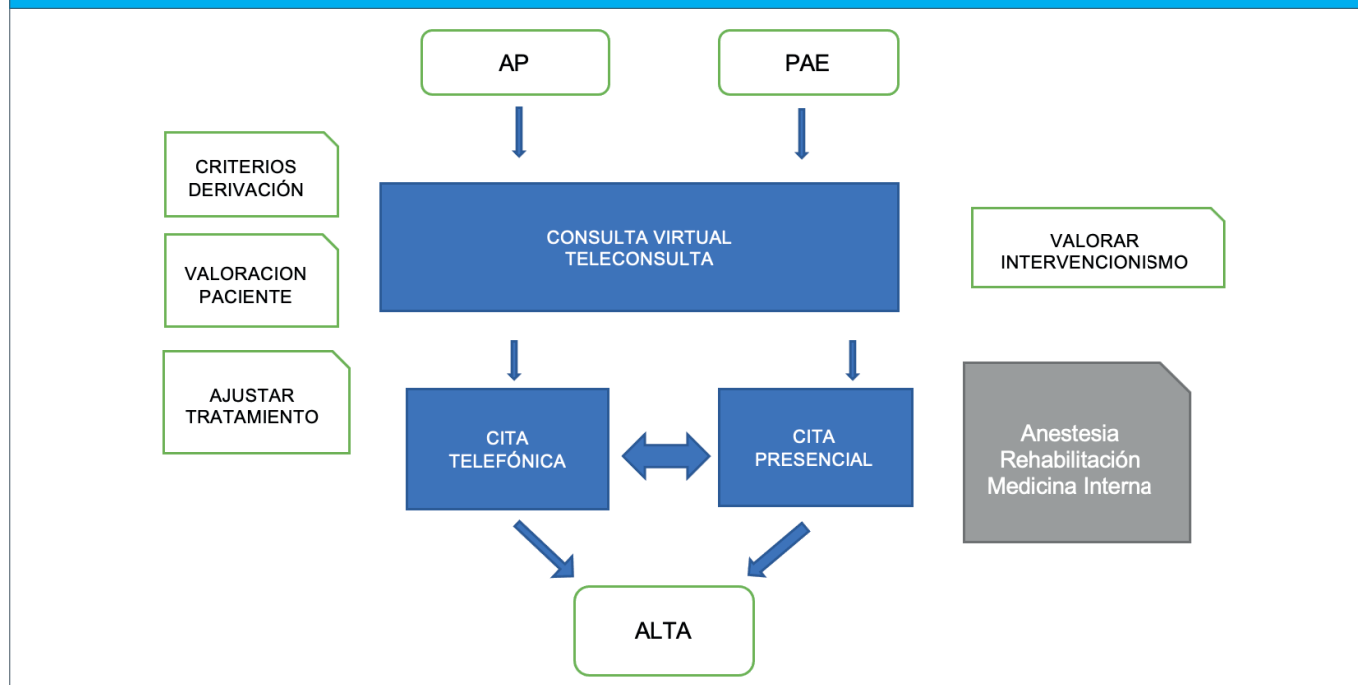 AP
PAE
CRITERIOS
DERIVACIÓN
CONSULTA VIRTUAL
TELECONSULTA
VALORAR
INTERVENCIONISMO
VALORACION
PACIENTE
AJUSTAR
TRATAMIENTO
CITA
TELEFÓNICA
CITA
PRESENCIAL
Anestesia
Rehabilitación
Medicina Interna
ALTA